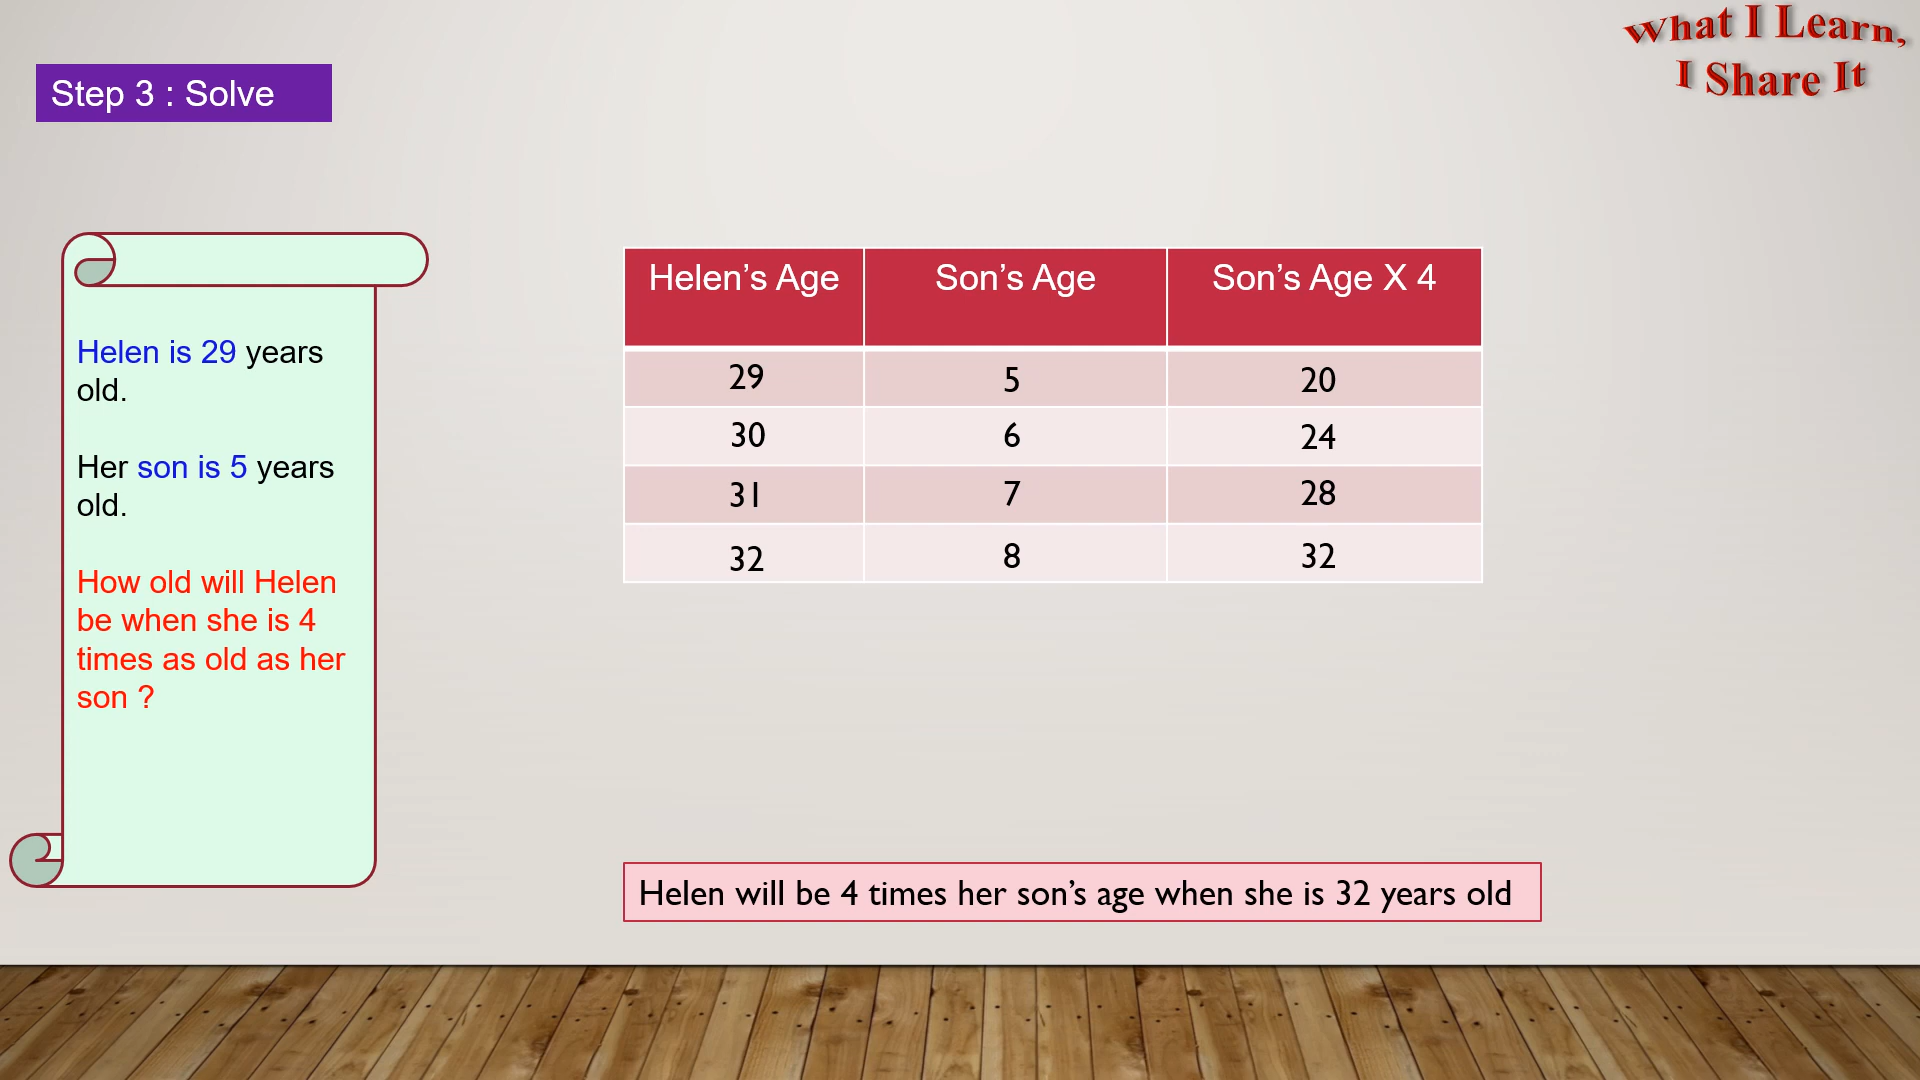 What I Learn,
I Share It
Step 3 : Solve
Helen is 29 years
old.
Her son is 5 years
old.
How old will Helen
be when she is 4
times as old as her
son ?
Helen’s Age Son’s Age Son’s Age X 4
29 5 20
30 6 24
31 7 28
32 8 32
Helen will be 4 times her son’s age when she is 32 years old